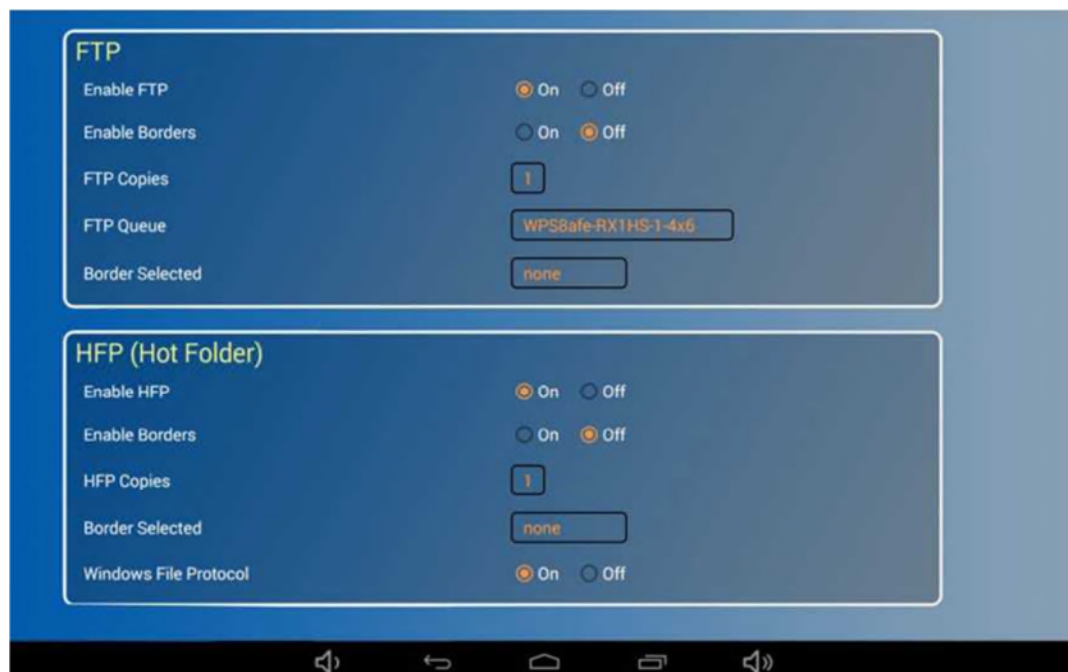 FTP
Enable FTP On Off
Enable Borders On Off
FTP Copies 1
FTP Queue WPS8afe-RX1HS-1-4x6
Border Selected none
HFP (Hot Folder)
Enable HFP On Off
Enable Borders On Off
HFP Copies 1
Border Selected none
Windows File Protocol On Off